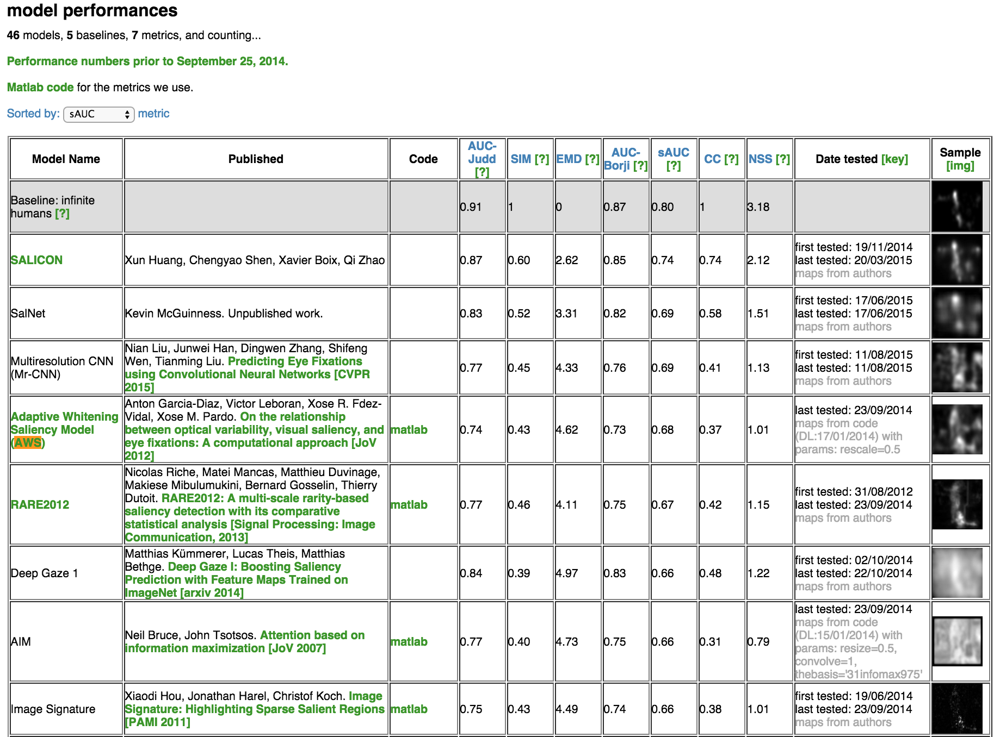 model performances
46 models, 5 baselines, 7 metrics, and counting...
Performance numbers prior to September 25, 2014.
Matlab code for the metrics we use.
Sorted by: sAUC metric
Model Name
Published
Code
AUC-
Judd
[?]
SIM [?]
EMD [?]
AUC-
Borji [?]
sAUC
[?]
CC [?]
NSS [?]
Date tested [key]
Sample
[img]
Baseline: infinite
humans [?]
0.91
1
0
0.87
0.80
1
3.18
SALICON
Xun Huang, Chengyao Shen, Xavier Boix, Qi Zhao
0.87
0.60
2.62
0.85
0.74
0.74
2.12
first tested: 19/11/2014
last tested: 20/03/2015
maps from authors
SalNet
Kevin McGuinness. Unpublished work.
0.83
0.52
3.31
0.82
0.69
0.58
1.51
first tested: 17/06/2015
last tested: 17/06/2015
maps from authors
Multiresolution CNN
(Mr-CNN)
Nian Liu, Junwei Han, Dingwen Zhang, Shifeng
Wen, Tianming Liu. Predicting Eye Fixations
using Convolutional Neural Networks [CVPR
2015]
0.77
0.45
4.33
0.76
0.69
0.41
1.13
first tested: 11/08/2015
last tested: 11/08/2015
maps from authors
Adaptive Whitening
Saliency Model
(AWS)
Anton Garcia-Diaz, Victor Leboran, Xose R. Fdez-
Vidal, Xose M. Pardo. On the relationship
between optical variability, visual saliency, and
eye fixations: A computational approach [JoV
2012]
matlab
0.74
0.43
4.62
0.73
0.68
0.37
1.01
last tested: 23/09/2014
maps from code
(DL:17/01/2014) with
params: rescale=0.5
RARE2012
Nicolas Riche, Matei Mancas, Matthieu Duvinage,
Makiese Mibulumukini, Bernard Gosselin, Thierry
Dutoit. RARE2012: A multi-scale rarity-based
saliency detection with its comparative
statistical analysis [Signal Processing: Image
Communication, 2013]
matlab
0.77
0.46
4.11
0.75
0.67
0.42
1.15
first tested: 31/08/2012
last tested: 23/09/2014
maps from authors
Deep Gaze 1
Matthias Kümmerer, Lucas Theis, Matthias
Bethge. Deep Gaze I: Boosting Saliency
Prediction with Feature Maps Trained on
ImageNet [arxiv 2014]
0.84
0.39
4.97
0.83
0.66
0.48
1.22
first tested: 02/10/2014
last tested: 22/10/2014
maps from authors
AIM
Neil Bruce, John Tsotsos. Attention based on
information maximization [JoV 2007]
matlab
0.77
0.40
4.73
0.75
0.66
0.31
0.79
last tested: 23/09/2014
maps from code
(DL:15/01/2014) with
params: resize=0.5,
convolve=1,
thebasis='31infomax975'
Image Signature
Xiaodi Hou, Jonathan Harel, Christof Koch. Image
Signature: Highlighting Sparse Salient Regions
[PAMI 2011]
matlab
0.75
0.43
4.49
0.74
0.66
0.38
1.01
first tested: 19/06/2014
last tested: 23/09/2014
maps from authors